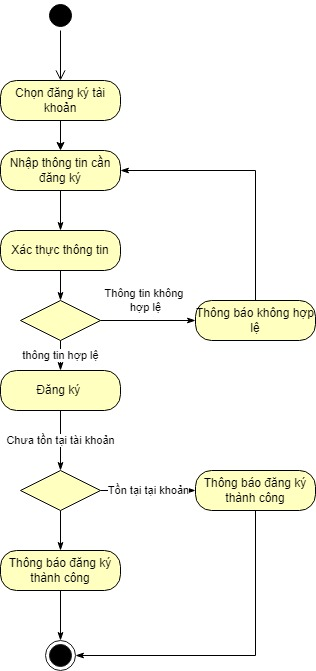 Chọn đăng ký tải
khoản
Nhập thông tin cần
đăng ký
Xác thực thông tin
Thông tin không
hợp lệ
Thông báo không hợp
lệ
thông tin hợp lệ
Đăng ký
Chưa tồn tại tài khoản
Tồn tại tại khoản
Thông báo đăng ký
thành công
Thông báo đăng ký
thành công